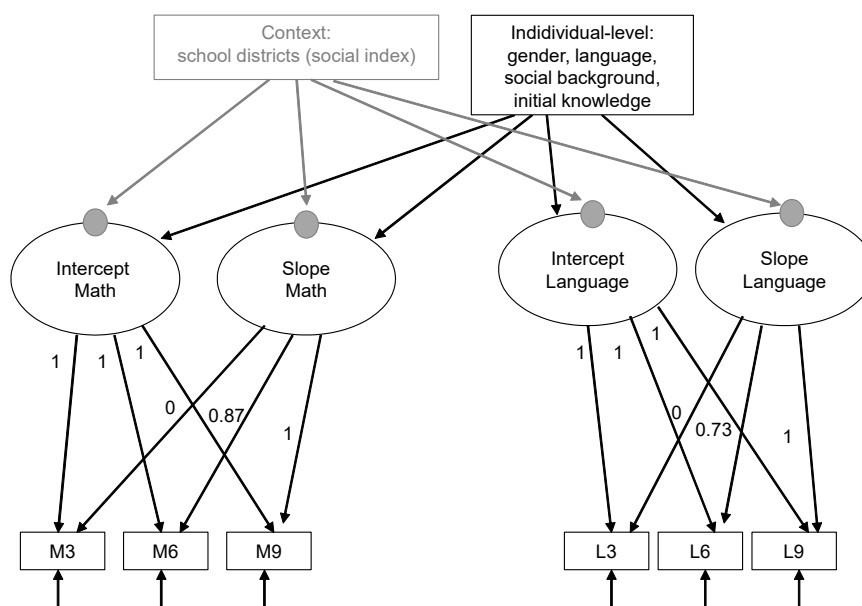 Context:
school districts (social index)
Indidividual-level:
gender, language,
social background,
initial knowledge
Intercept
Math
Slope
Math
Intercept
Language
Slope
Language
1
1
1
0
0.87
1
1
1
1
0
0.73
1
M3
M6
M9
L3
L6
L9